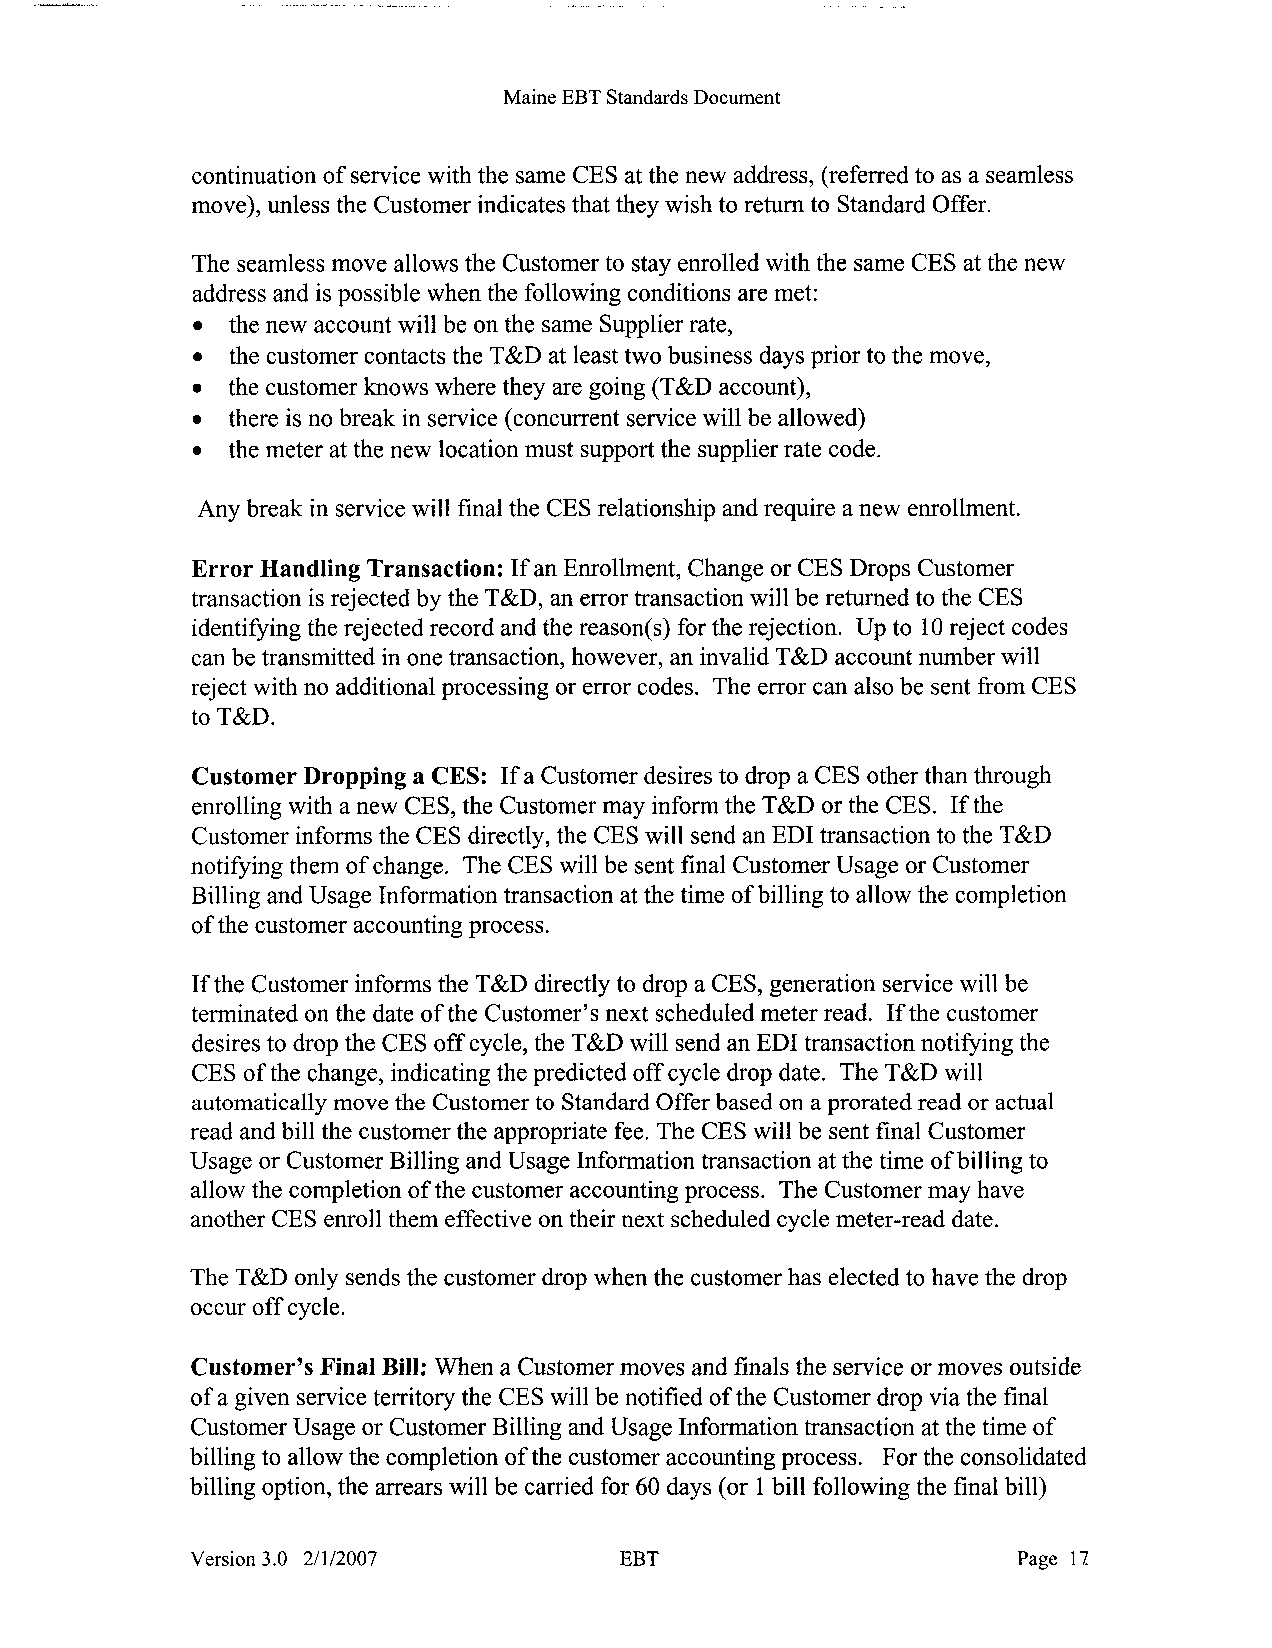 Maine EBT Standards Document
continuation of service with the same CES at the new address, (referred to as a seamless
move), unless the Customer indicates that they wish to return to Standard Offer.
The seamless move allows the Customer to stay enrolled with the same CES at the new
address and is possible when the following conditions are met:
• the new account will be on the same Supplier rate,
• the customer contacts the T&D at least two business days prior to the move,
• the customer knows where they are going (T&D account),
• there is no break in service (concurrent service will be allowed)
• the meter at the new location must support the supplier rate code.
Any break in service will final the CES relationship and require a new enrollment.
Error Handling Transaction: If an Enrollment, Change or CES Drops Customer
transaction is rejected by the T&D, an error transaction will be returned to the CES
identifying the rejected record and the reason(s) for the rejection. Up to 10 reject codes
can be transmitted in one transaction, however, an invalid T&D account number will
reject with no additional processing or error codes. The error can also be sent from CES
to T&D.
Customer Dropping a CES: If a Customer desires to drop a CES other than through
enrolling with a new CES, the Customer may inform the T&D or the CES. If the
Customer informs the CES directly, the CES will send an EDI transaction to the T&D
notifying them of change. The CES will be sent final Customer Usage or Customer
Billing and Usage Information transaction at the time of billing to allow the completion
of the customer accounting process.
If the Customer informs the T&D directly to drop a CES, generation service will be
terminated on the date of the Customer's next scheduled meter read. If the customer
desires to drop the CES off cycle, the T&D will send an EDI transaction notifying the
CES of the change, indicating the predicted off cycle drop date. The T&D will
automatically move the Customer to Standard Offer based on a prorated read or actual
read and bill the customer the appropriate fee. The CES will be sent final Customer
Usage or Customer Billing and Usage Information transaction at the time of billing to
allow the completion of the customer accounting process. The Customer may have
another CES enroll them effective on their next scheduled cycle meter-read date.
The T&D only sends the customer drop when the customer has elected to have the drop
occur off cycle.
Customer's Final Bill: When a Customer moves and finals the service or moves outside
of a given service territory the CES will be notified of the Customer drop via the final
Customer Usage or Customer Billing and Usage Information transaction at the time of
billing to allow the completion of the customer accounting process. For the consolidated
billing option, the arrears will be carried for 60 days (or 1 bill following the final bill)
Version 3.0 2/1/2007 EBT Page 17